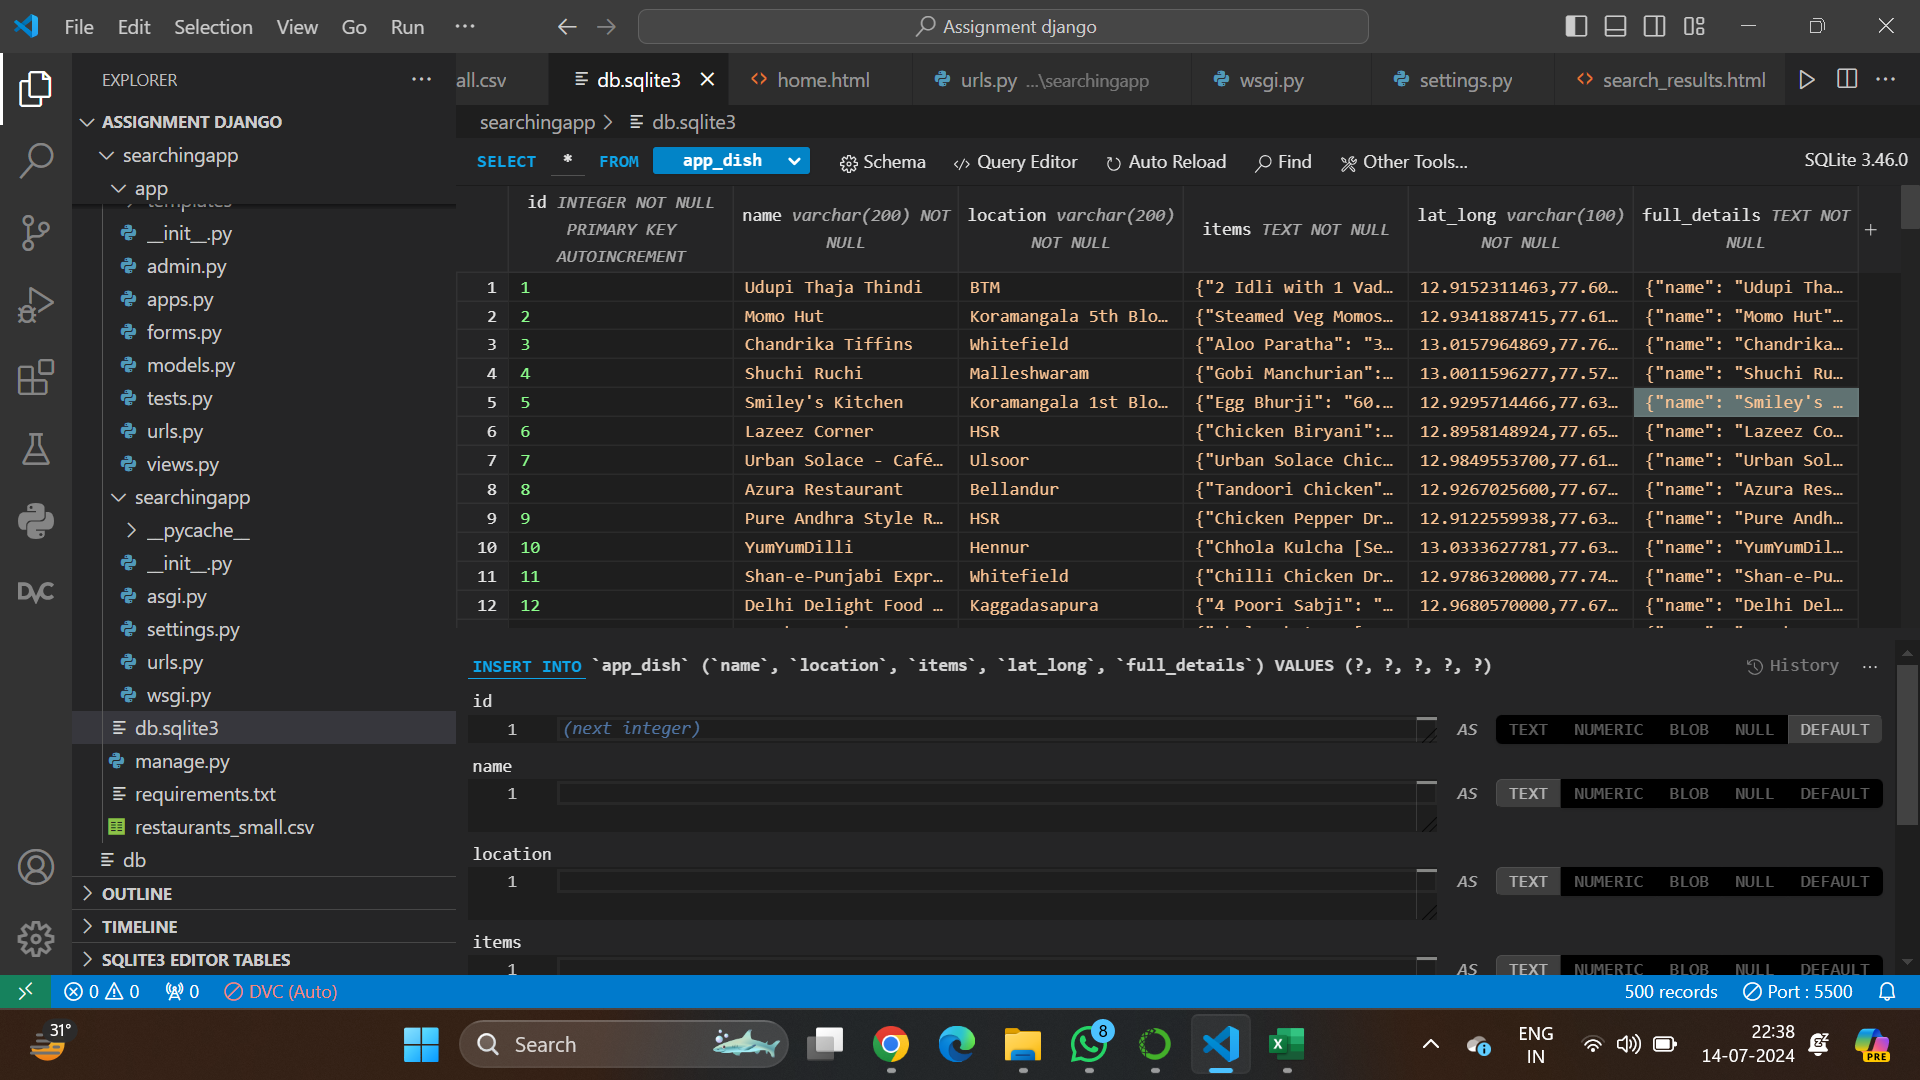 File Edit Selection View Go Run ···
Assignment django
EXPLORER
ASSIGNMENT DJANGO
searchingapp
app
templates
__init__.py
admin.py
apps.py
forms.py
models.py
tests.py
urls.py
views.py
searchingapp
__pycache__
__init__.py
asgi.py
settings.py
urls.py
wsgi.py
db.sqlite3
manage.py
requirements.txt
restaurants_small.csv
db
OUTLINE
TIMELINE
SQLITE3 EDITOR TABLES
DVC
all.csv db.sqlite3 home.html urls.py ...\searchingapp wsgi.py settings.py search_results.html
searchingapp > db.sqlite3
SELECT * FROM app_dish Schema Query Editor Auto Reload Find Other Tools... SQLite 3.46.0
id INTEGER NOT NULL PRIMARY KEY AUTOINCREMENT name varchar(200) NOT NULL location varchar(200) NOT NULL items TEXT NOT NULL lat_long varchar(100) NOT NULL full_details TEXT NOT NULL +
1 1 Udupi Thaja Thindi BTM {"2 Idli with 1 Vad… 12.9152311463,77.60… {"name": "Udupi Tha…
2 2 Momo Hut Koramangala 5th Blo… {"Steamed Veg Momos… 12.9341887415,77.61… {"name": "Momo Hut"…
3 3 Chandrika Tiffins Whitefield {"Aloo Paratha": "3… 13.0157964869,77.76… {"name": "Chandrika…
4 4 Shuchi Ruchi Malleshwaram {"Gobi Manchurian":… 13.0011596277,77.57… {"name": "Shuchi Ru…
5 5 Smiley's Kitchen Koramangala 1st Blo… {"Egg Bhurji": "60.… 12.9295714466,77.63… {"name": "Smiley's …
6 6 Lazeez Corner HSR {"Chicken Biryani":… 12.8958148924,77.65… {"name": "Lazeez Co…
7 7 Urban Solace - Café… Ulsoor {"Urban Solace Chic… 12.9849553700,77.61… {"name": "Urban Sol…
8 8 Azura Restaurant Bellandur {"Tandoori Chicken"… 12.9267025600,77.67… {"name": "Azura Res…
9 9 Pure Andhra Style R… HSR {"Chicken Pepper Dr… 12.9122559938,77.63… {"name": "Pure Andh…
10 10 YumYumDilli Hennur {"Chhola Kulcha [Se… 13.0333627781,77.63… {"name": "YumYumDil…
11 11 Shan-e-Punjabi Expr… Whitefield {"Chilli Chicken Dr… 12.9786320000,77.74… {"name": "Shan-e-Pu…
12 12 Delhi Delight Food … Kaggadasapura {"4 Poori Sabji": "… 12.9680570000,77.67… {"name": "Delhi Del…
INSERT INTO `app_dish` (`name`, `location`, `items`, `lat_long`, `full_details`) VALUES (?, ?, ?, ?, ?) History ...
id
1 (next integer) AS TEXT NUMERIC BLOB NULL DEFAULT
name
1 AS TEXT NUMERIC BLOB NULL DEFAULT
location
1 AS TEXT NUMERIC BLOB NULL DEFAULT
items
1 AS TEXT NUMERIC BLOB NULL DEFAULT
0 0 0 DVC (Auto) 500 records Port : 5500
31° Search 8 ENG IN 22:38 14-07-2024 PRE